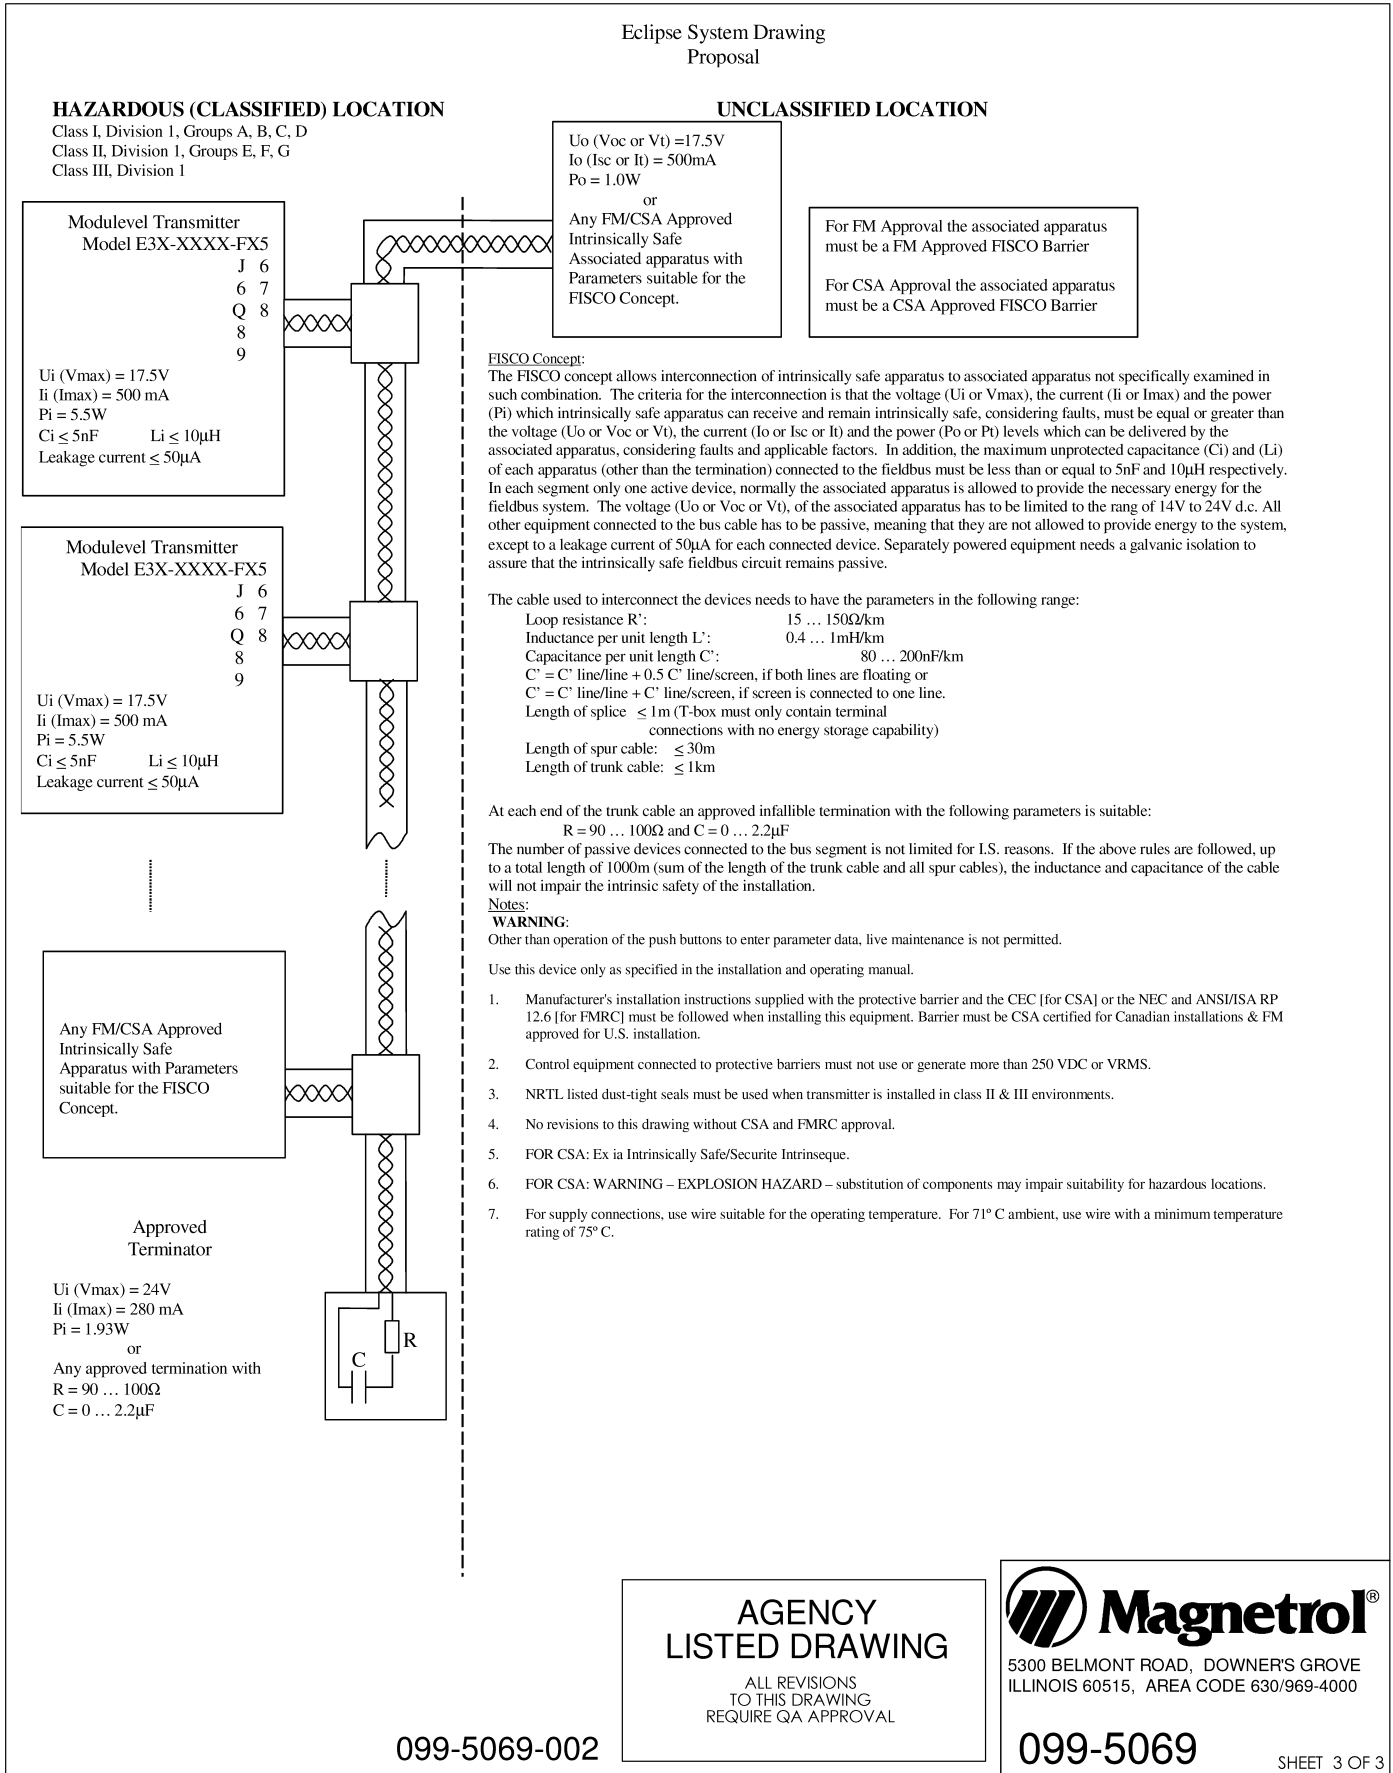 Eclipse System Drawing
Proposal
HAZARDOUS (CLASSIFIED) LOCATION
Class I, Division 1, Groups A, B, C, D
Class II, Division 1, Groups E, F, G
Class III, Division 1
UNCLASSIFIED LOCATION
Uo (Voc or Vt) =17.5V
Io (Isc or It) = 500mA
Po = 1.0W
or
Any FM/CSA Approved
Intrinsically Safe
Associated apparatus with
Parameters suitable for the
FISCO Concept.
For FM Approval the associated apparatus
must be a FM Approved FISCO Barrier
For CSA Approval the associated apparatus
must be a CSA Approved FISCO Barrier
Modulevel Transmitter
Model E3X-XXXX-FX5
J 6
6 7
Q 8
8
9
Ui (Vmax) = 17.5V
Ii (Imax) = 500 mA
Pi = 5.5W
Ci ≤ 5nF Li ≤ 10µH
Leakage current ≤ 50µA
Modulevel Transmitter
Model E3X-XXXX-FX5
J 6
6 7
Q 8
8
9
Ui (Vmax) = 17.5V
Ii (Imax) = 500 mA
Pi = 5.5W
Ci ≤ 5nF Li ≤ 10µH
Leakage current ≤ 50µA
Any FM/CSA Approved
Intrinsically Safe
Apparatus with Parameters
suitable for the FISCO
Concept.
Approved
Terminator
Ui (Vmax) = 24V
Ii (Imax) = 280 mA
Pi = 1.93W
or
Any approved termination with
R = 90 … 100Ω
C = 0 … 2.2µF
R
C
FISCO Concept:
The FISCO concept allows interconnection of intrinsically safe apparatus to associated apparatus not specifically examined in
such combination. The criteria for the interconnection is that the voltage (Ui or Vmax), the current (Ii or Imax) and the power
(Pi) which intrinsically safe apparatus can receive and remain intrinsically safe, considering faults, must be equal or greater than
the voltage (Uo or Voc or Vt), the current (Io or Isc or It) and the power (Po or Pt) levels which can be delivered by the
associated apparatus, considering faults and applicable factors. In addition, the maximum unprotected capacitance (Ci) and (Li)
of each apparatus (other than the termination) connected to the fieldbus must be less than or equal to 5nF and 10µH respectively.
In each segment only one active device, normally the associated apparatus is allowed to provide the necessary energy for the
fieldbus system. The voltage (Uo or Voc or Vt), of the associated apparatus has to be limited to the rang of 14V to 24V d.c. All
other equipment connected to the bus cable has to be passive, meaning that they are not allowed to provide energy to the system,
except to a leakage current of 50µA for each connected device. Separately powered equipment needs a galvanic isolation to
assure that the intrinsically safe fieldbus circuit remains passive.
The cable used to interconnect the devices needs to have the parameters in the following range:
Loop resistance R’: 15 … 150Ω/km
Inductance per unit length L’: 0.4 … 1mH/km
Capacitance per unit length C’: 80 … 200nF/km
C’ = C’ line/line + 0.5 C’ line/screen, if both lines are floating or
C’ = C’ line/line + C’ line/screen, if screen is connected to one line.
Length of splice ≤ 1m (T-box must only contain terminal
connections with no energy storage capability)
Length of spur cable: ≤ 30m
Length of trunk cable: ≤ 1km
At each end of the trunk cable an approved infallible termination with the following parameters is suitable:
R = 90 … 100Ω and C = 0 … 2.2µF
The number of passive devices connected to the bus segment is not limited for I.S. reasons. If the above rules are followed, up
to a total length of 1000m (sum of the length of the trunk cable and all spur cables), the inductance and capacitance of the cable
will not impair the intrinsic safety of the installation.
Notes:
WARNING:
Other than operation of the push buttons to enter parameter data, live maintenance is not permitted.
Use this device only as specified in the installation and operating manual.
1. Manufacturer's installation instructions supplied with the protective barrier and the CEC [for CSA] or the NEC and ANSI/ISA RP
12.6 [for FMRC] must be followed when installing this equipment. Barrier must be CSA certified for Canadian installations & FM
approved for U.S. installation.
2. Control equipment connected to protective barriers must not use or generate more than 250 VDC or VRMS.
3. NRTL listed dust-tight seals must be used when transmitter is installed in class II & III environments.
4. No revisions to this drawing without CSA and FMRC approval.
5. FOR CSA: Ex ia Intrinsically Safe/Securite Intrinseque.
6. FOR CSA: WARNING – EXPLOSION HAZARD – substitution of components may impair suitability for hazardous locations.
7. For supply connections, use wire suitable for the operating temperature. For 71º C ambient, use wire with a minimum temperature
rating of 75º C.
099-5069-002
AGENCY
LISTED DRAWING
ALL REVISIONS
TO THIS DRAWING
REQUIRE QA APPROVAL
Magnetrol®
5300 BELMONT ROAD, DOWNER'S GROVE
ILLINOIS 60515, AREA CODE 630/969-4000
099-5069
SHEET 3 OF 3